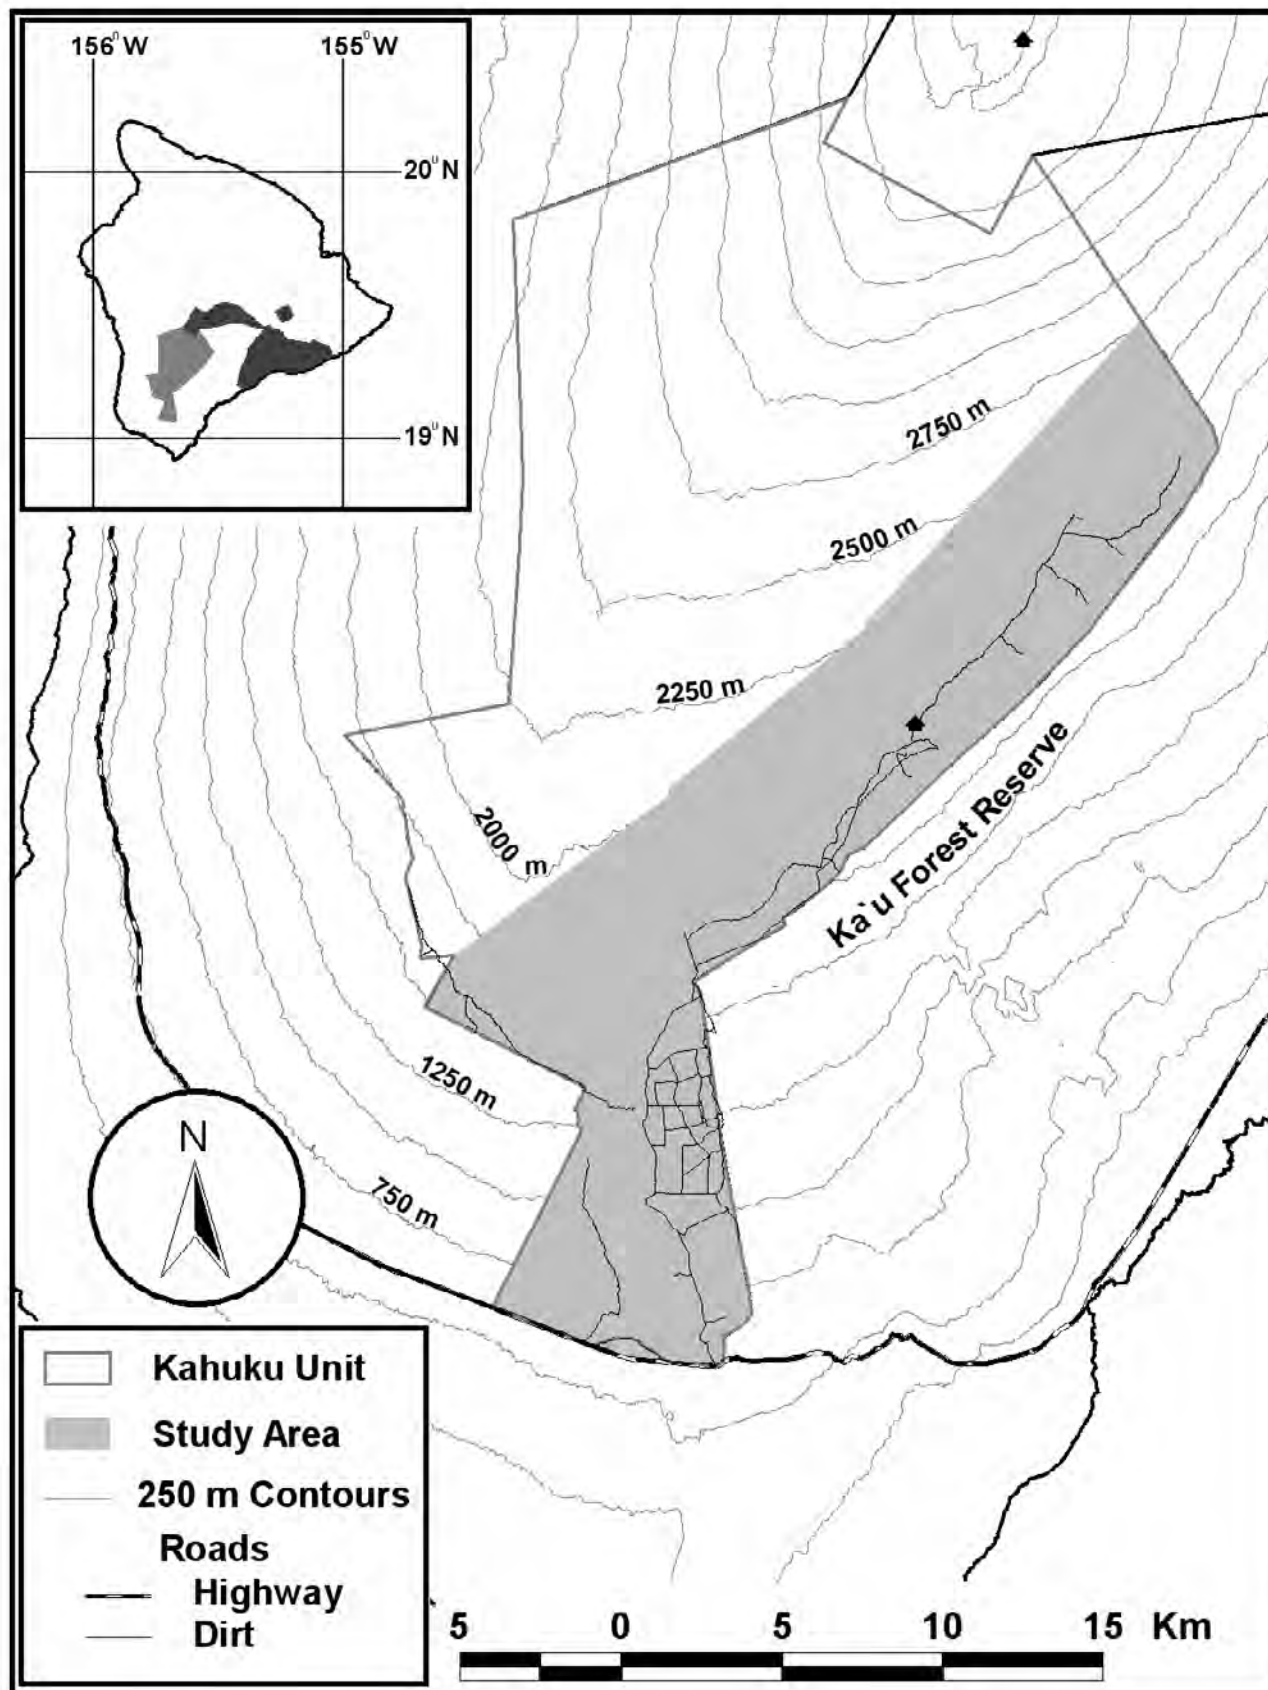 156°W 155°W
20°N
19°N
2750 m
2500 m
2250 m
2000 m
Ka`u Forest Reserve
1250 m
N
750 m
Kahuku Unit
Study Area
250 m Contours
Roads
Highway
Dirt
5 0 5 10 15 Km